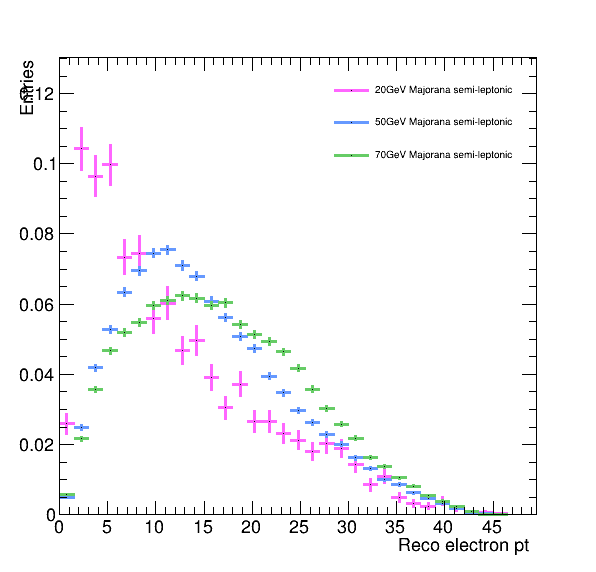 Entries
0.12
20GeV Majorana semi-leptonic
50GeV Majorana semi-leptonic
70GeV Majorana semi-leptonic
0.1
0.08
0.06
0.04
0.02
0
0 5 10 15 20 25 30 35 40 45
Reco electron pt